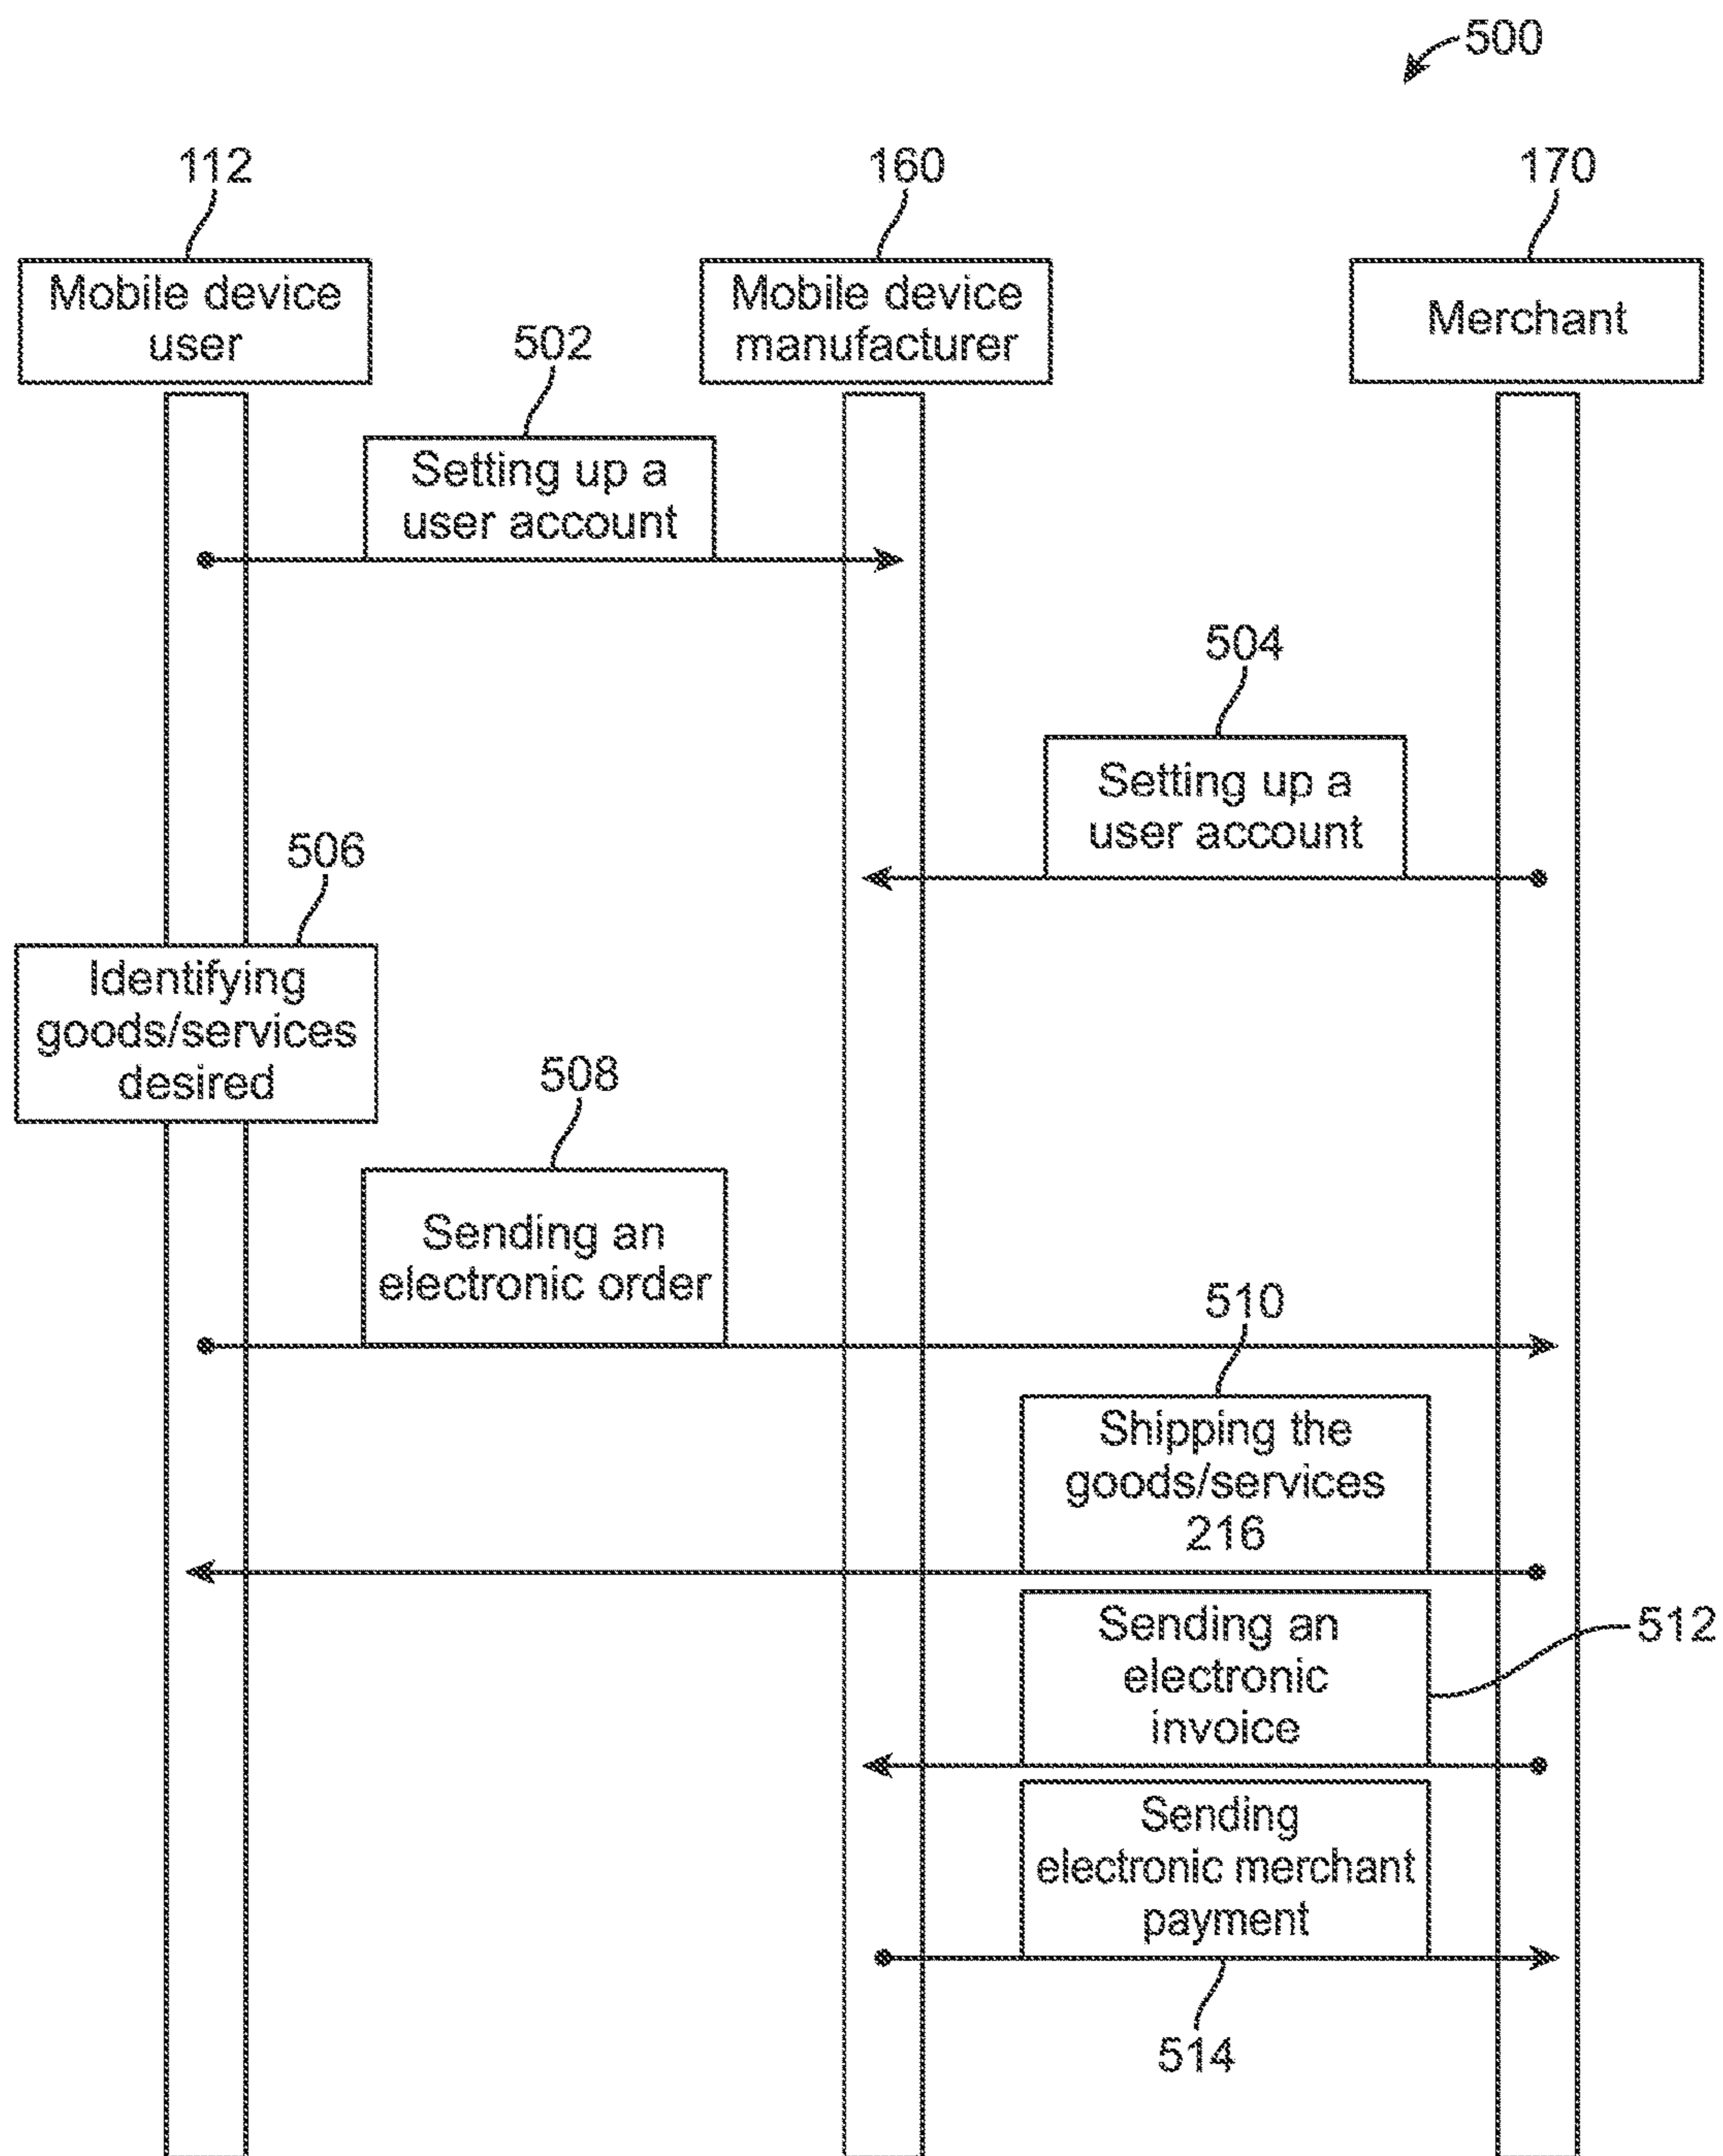 500
112
160
170
Mobile device
user
Mobile device
manufacturer
Merchant
502
Setting up a
user account
504
Setting up a
user account
506
Identifying
goods/services
desired
508
Sending an
electronic order
510
Shipping the
goods/services
216
Sending an
electronic
invoice
512
Sending
electronic merchant
payment
514